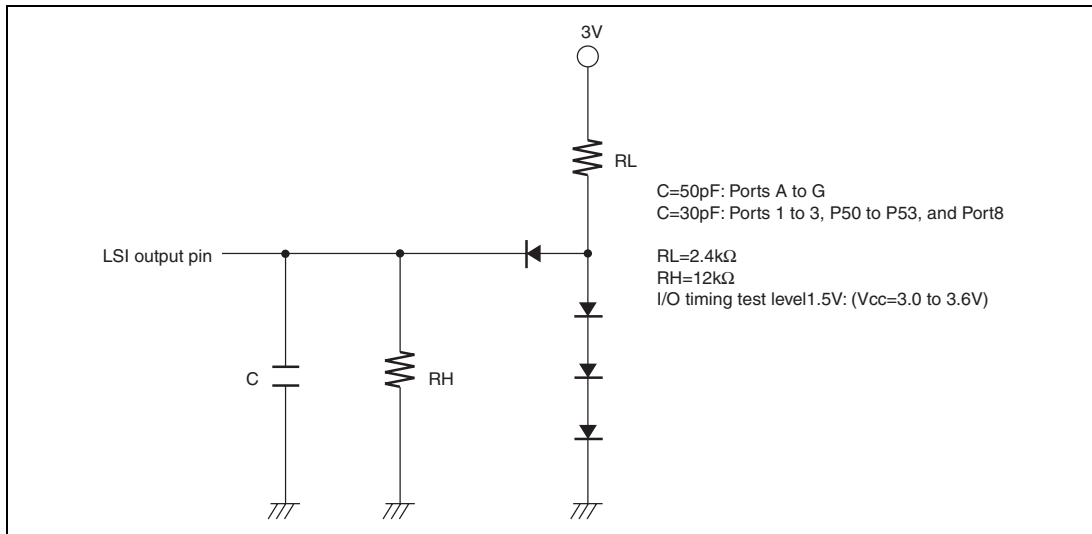 3V
RL
C=50pF: Ports A to G
C=30pF: Ports 1 to 3, P50 to P53, and Port8
LSI output pin
RL=2.4kΩ
RH=12kΩ
I/O timing test level1.5V: (Vcc=3.0 to 3.6V)
C
RH